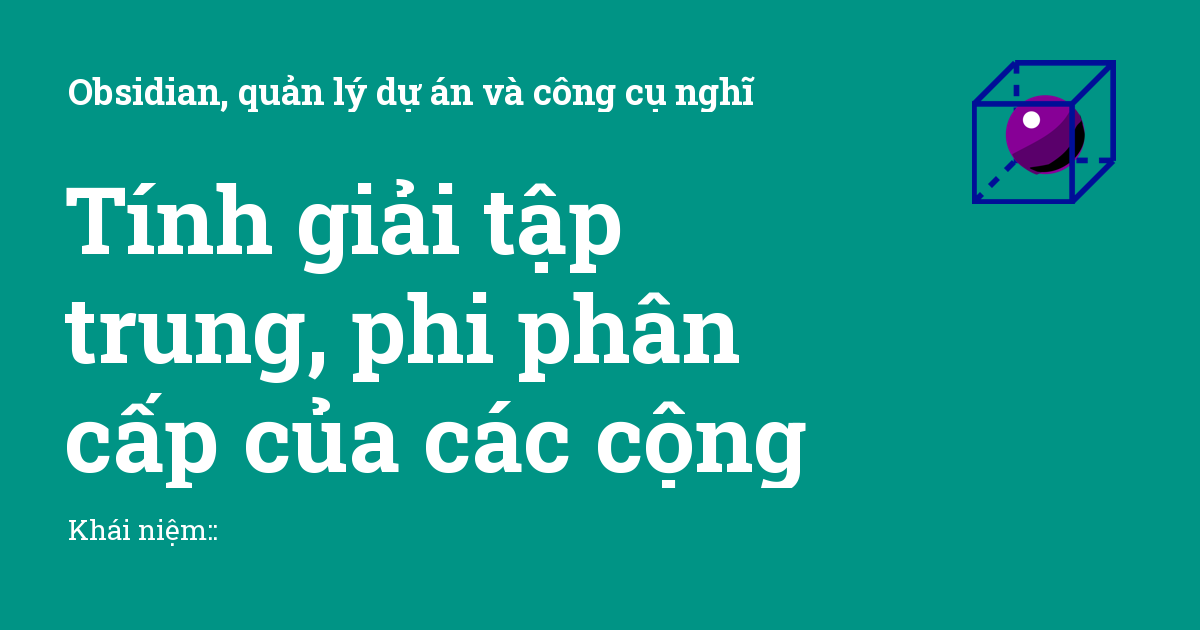 Obsidian, quản lý dự án và công cụ nghĩ
Tính giải tập
trung, phi phân
cấp của các cộng
Khái niệm::